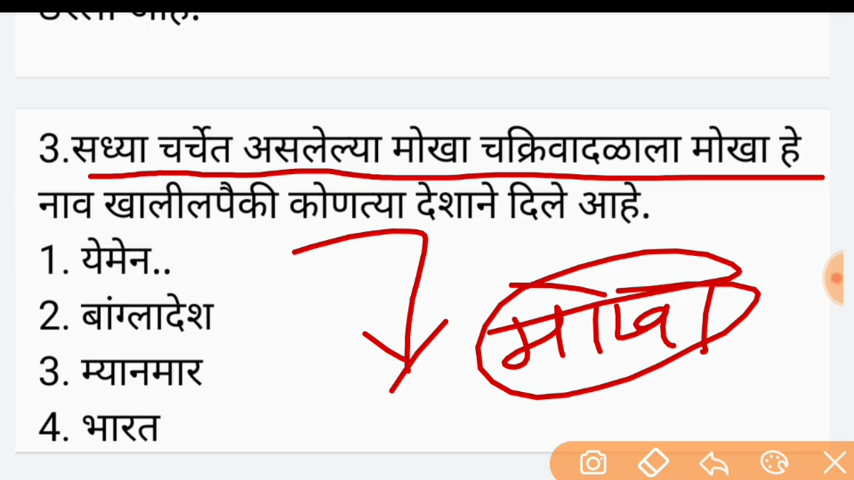 3.सध्या चर्चेत असलेल्या मोखा चक्रिवादळाला मोखा हे
नाव खालीलपैकी कोणत्या देशाने दिले आहे.
1. येमेन..
2. बांग्लादेश
3. म्यानमार
4. भारत